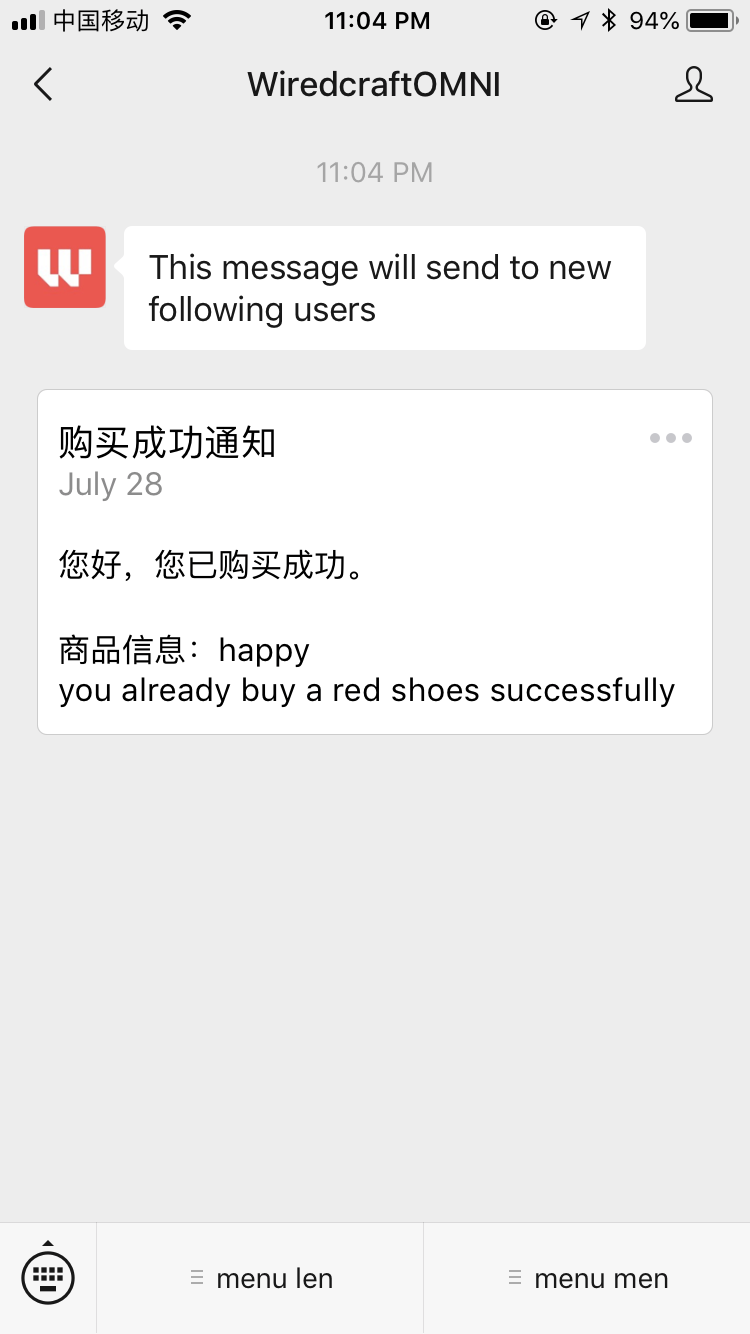 中国移动 11:04 PM 94%
WiredcraftOMNI
11:04 PM
This message will send to new
following users
购买成功通知
July 28
您好，您已购买成功。
商品信息：happy
you already buy a red shoes successfully
menu len
menu men